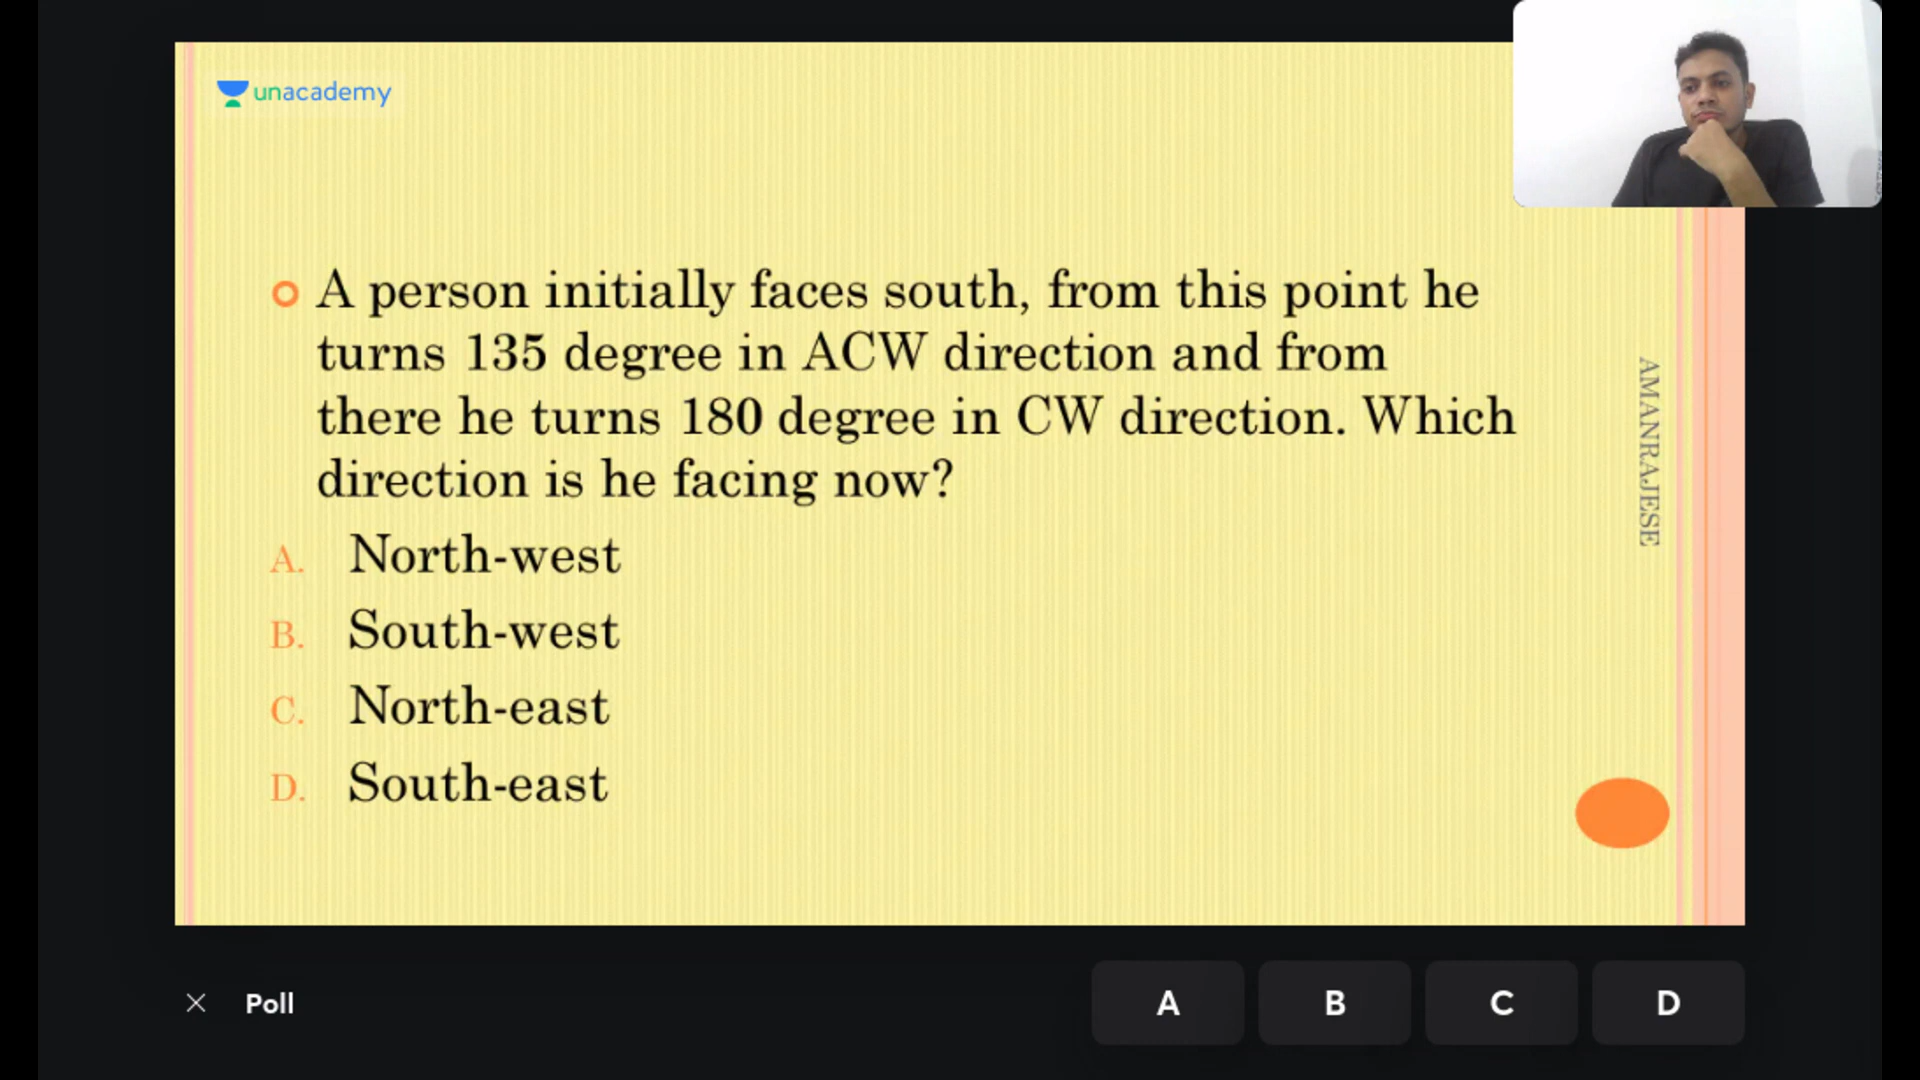 unacademy
A person initially faces south, from this point he
turns 135 degree in ACW direction and from
there he turns 180 degree in CW direction. Which
direction is he facing now?
A. North-west
B. South-west
C. North-east
D. South-east
AMANRAJESE
Poll
A
B
C
D